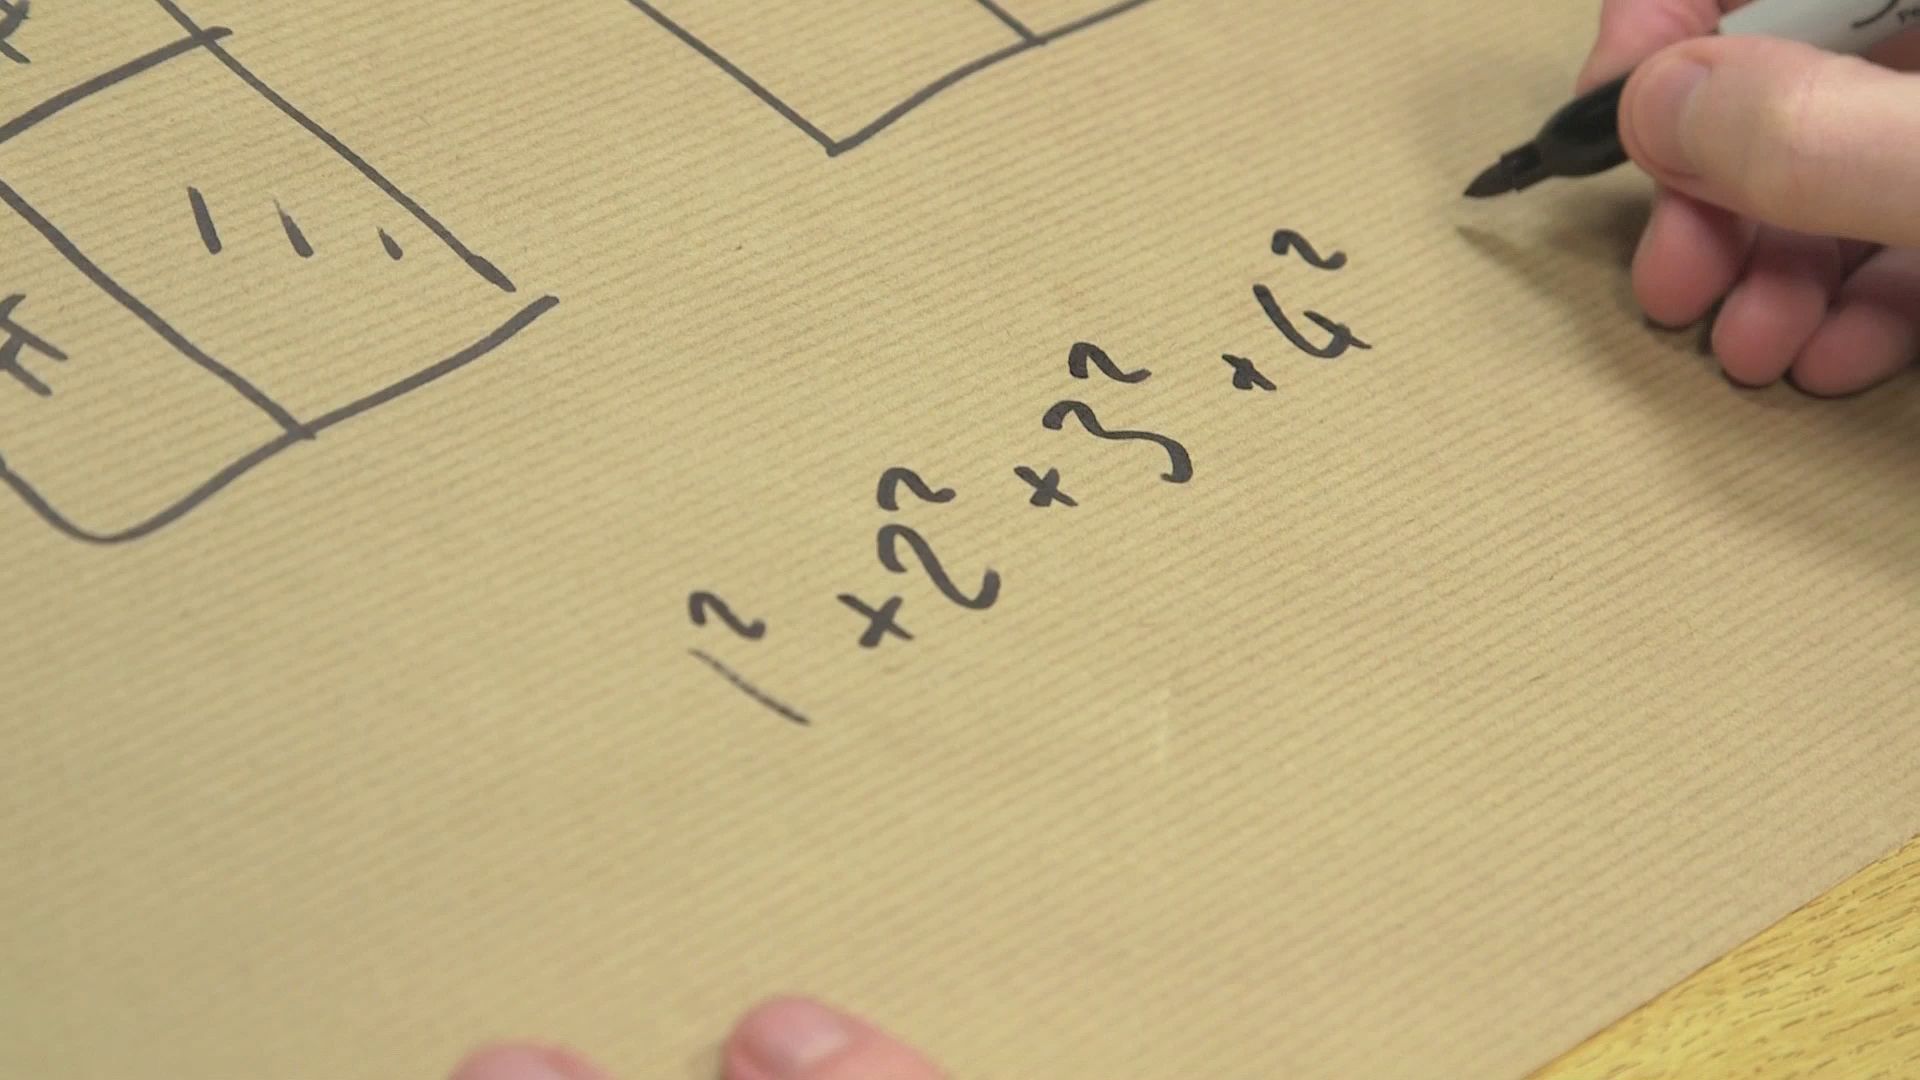 1² + 2² + 3² + 4²